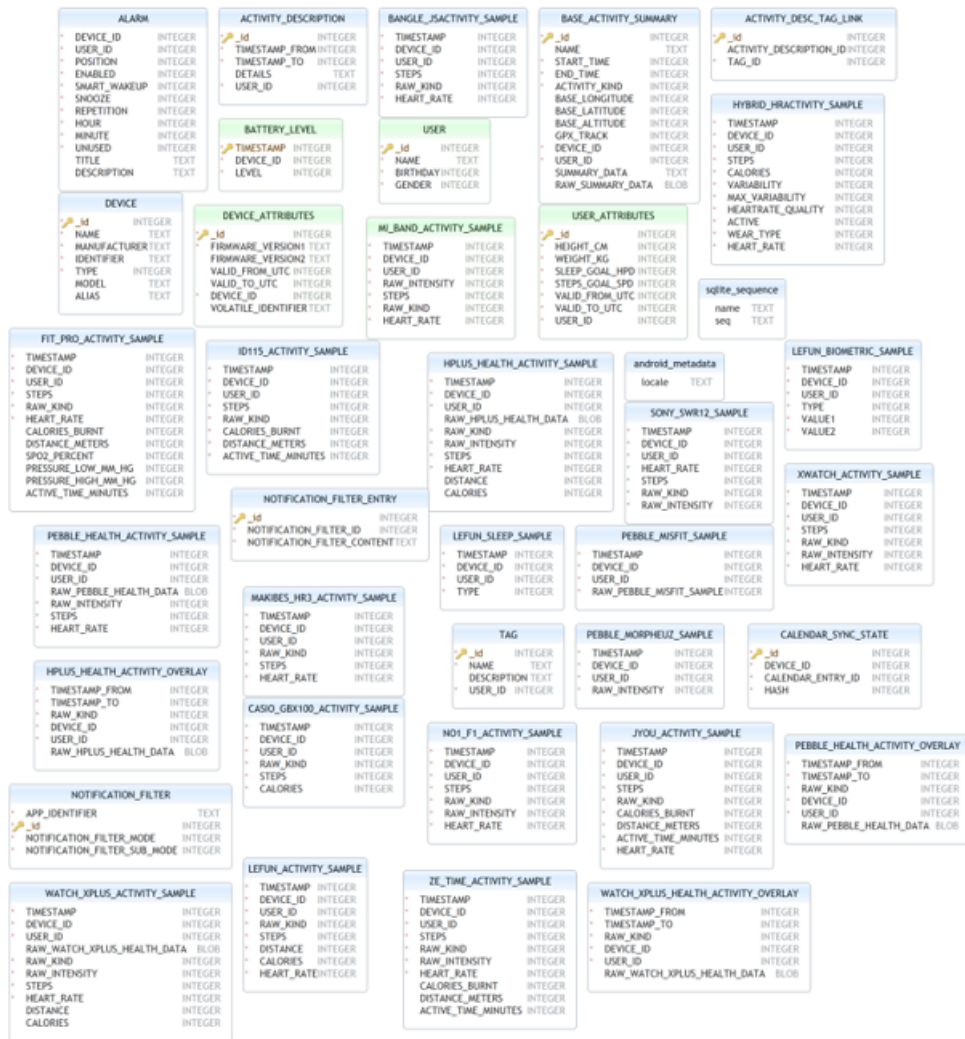 ALARM
DEVICE_ID INTEGER
USER_ID INTEGER
POSITION INTEGER
ENABLED INTEGER
SMART_WAKEUP INTEGER
SNOOZE INTEGER
REPETITION INTEGER
HOUR INTEGER
MINUTE INTEGER
UNUSED INTEGER
TITLE TEXT
DESCRIPTION TEXT
ACTIVITY_DESCRIPTION
_id INTEGER
TIMESTAMP_FROM INTEGER
TIMESTAMP_TO INTEGER
DETAILS TEXT
USER_ID INTEGER
BANGLE_JSACTIVITY_SAMPLE
TIMESTAMP INTEGER
DEVICE_ID INTEGER
USER_ID INTEGER
STEPS INTEGER
RAW_KIND INTEGER
HEART_RATE INTEGER
BASE_ACTIVITY_SUMMARY
_id INTEGER
NAME TEXT
START_TIME INTEGER
END_TIME INTEGER
ACTIVITY_KIND INTEGER
BASE_LONGITUDE INTEGER
BASE_LATITUDE INTEGER
BASE_ALTITUDE INTEGER
GPX_TRACK TEXT
DEVICE_ID INTEGER
USER_ID INTEGER
SUMMARY_DATA TEXT
RAW_SUMMARY_DATA BLOB
ACTIVITY_DESC_TAG_LINK
_id INTEGER
ACTIVITY_DESCRIPTION_ID INTEGER
TAG_ID INTEGER
BATTERY_LEVEL
TIMESTAMP INTEGER
DEVICE_ID INTEGER
LEVEL INTEGER
USER
_id INTEGER
NAME TEXT
BIRTHDAY INTEGER
GENDER INTEGER
HYBRID_HRACTIVITY_SAMPLE
TIMESTAMP INTEGER
DEVICE_ID INTEGER
USER_ID INTEGER
STEPS INTEGER
CALORIES INTEGER
VARIABILITY INTEGER
MAX_VARIABILITY INTEGER
HEARTRATE_QUALITY INTEGER
ACTIVE INTEGER
WEAR_TYPE INTEGER
HEART_RATE INTEGER
DEVICE
_id INTEGER
NAME TEXT
MANUFACTURER TEXT
IDENTIFIER TEXT
TYPE INTEGER
MODEL TEXT
ALIAS TEXT
DEVICE_ATTRIBUTES
_id INTEGER
FIRMWARE_VERSION1 TEXT
FIRMWARE_VERSION2 TEXT
VALID_FROM_UTC INTEGER
VALID_TO_UTC INTEGER
DEVICE_ID INTEGER
VOLATILE_IDENTIFIER TEXT
MI_BAND_ACTIVITY_SAMPLE
TIMESTAMP INTEGER
DEVICE_ID INTEGER
USER_ID INTEGER
RAW_INTENSITY INTEGER
STEPS INTEGER
RAW_KIND INTEGER
HEART_RATE INTEGER
USER_ATTRIBUTES
_id INTEGER
HEIGHT_CM INTEGER
WEIGHT_KG INTEGER
SLEEP_GOAL_HPD INTEGER
STEPS_GOAL_SPD INTEGER
VALID_FROM_UTC INTEGER
VALID_TO_UTC INTEGER
USER_ID INTEGER
sqlite_sequence
name TEXT
seq TEXT
FIT_PRO_ACTIVITY_SAMPLE
TIMESTAMP INTEGER
DEVICE_ID INTEGER
USER_ID INTEGER
STEPS INTEGER
RAW_KIND INTEGER
HEART_RATE INTEGER
CALORIES_BURNT INTEGER
DISTANCE_METERS INTEGER
SPO2_PERCENT INTEGER
PRESSURE_LOW_MM_HG INTEGER
PRESSURE_HIGH_MM_HG INTEGER
ACTIVE_TIME_MINUTES INTEGER
ID115_ACTIVITY_SAMPLE
TIMESTAMP INTEGER
DEVICE_ID INTEGER
USER_ID INTEGER
STEPS INTEGER
RAW_KIND INTEGER
CALORIES_BURNT INTEGER
DISTANCE_METERS INTEGER
ACTIVE_TIME_MINUTES INTEGER
HPLUS_HEALTH_ACTIVITY_SAMPLE
TIMESTAMP INTEGER
DEVICE_ID INTEGER
USER_ID INTEGER
RAW_HPLUS_HEALTH_DATA BLOB
RAW_KIND INTEGER
RAW_INTENSITY INTEGER
STEPS INTEGER
HEART_RATE INTEGER
DISTANCE INTEGER
CALORIES INTEGER
android_metadata
locale TEXT
LEFUN_BIOMETRIC_SAMPLE
TIMESTAMP INTEGER
DEVICE_ID INTEGER
USER_ID INTEGER
TYPE INTEGER
VALUE1 INTEGER
VALUE2 INTEGER
SONY_SWR12_SAMPLE
TIMESTAMP INTEGER
DEVICE_ID INTEGER
USER_ID INTEGER
HEART_RATE INTEGER
STEPS INTEGER
RAW_KIND INTEGER
RAW_INTENSITY INTEGER
XWATCH_ACTIVITY_SAMPLE
TIMESTAMP INTEGER
DEVICE_ID INTEGER
USER_ID INTEGER
STEPS INTEGER
RAW_KIND INTEGER
RAW_INTENSITY INTEGER
HEART_RATE INTEGER
NOTIFICATION_FILTER_ENTRY
_id INTEGER
NOTIFICATION_FILTER_ID INTEGER
NOTIFICATION_FILTER_CONTENT TEXT
PEBBLE_HEALTH_ACTIVITY_SAMPLE
TIMESTAMP INTEGER
DEVICE_ID INTEGER
USER_ID INTEGER
RAW_PEBBLE_HEALTH_DATA BLOB
RAW_INTENSITY INTEGER
STEPS INTEGER
HEART_RATE INTEGER
LEFUN_SLEEP_SAMPLE
TIMESTAMP INTEGER
DEVICE_ID INTEGER
USER_ID INTEGER
TYPE INTEGER
PEBBLE_MISFIT_SAMPLE
TIMESTAMP INTEGER
DEVICE_ID INTEGER
USER_ID INTEGER
RAW_PEBBLE_MISFIT_SAMPLE INTEGER
MAKIBES_HR3_ACTIVITY_SAMPLE
TIMESTAMP INTEGER
DEVICE_ID INTEGER
USER_ID INTEGER
RAW_KIND INTEGER
STEPS INTEGER
HEART_RATE INTEGER
TAG
_id INTEGER
NAME TEXT
DESCRIPTION TEXT
USER_ID INTEGER
PEBBLE_MORPHEUZ_SAMPLE
TIMESTAMP INTEGER
DEVICE_ID INTEGER
USER_ID INTEGER
RAW_INTENSITY INTEGER
CALENDAR_SYNC_STATE
_id INTEGER
DEVICE_ID INTEGER
CALENDAR_ENTRY_ID INTEGER
HASH INTEGER
HPLUS_HEALTH_ACTIVITY_OVERLAY
TIMESTAMP_FROM INTEGER
TIMESTAMP_TO INTEGER
RAW_KIND INTEGER
DEVICE_ID INTEGER
USER_ID INTEGER
RAW_HPLUS_HEALTH_DATA BLOB
CASIO_GBX100_ACTIVITY_SAMPLE
TIMESTAMP INTEGER
DEVICE_ID INTEGER
USER_ID INTEGER
RAW_KIND INTEGER
STEPS INTEGER
CALORIES INTEGER
NO1_F1_ACTIVITY_SAMPLE
TIMESTAMP INTEGER
DEVICE_ID INTEGER
USER_ID INTEGER
STEPS INTEGER
RAW_KIND INTEGER
RAW_INTENSITY INTEGER
HEART_RATE INTEGER
JYOU_ACTIVITY_SAMPLE
TIMESTAMP INTEGER
DEVICE_ID INTEGER
USER_ID INTEGER
STEPS INTEGER
RAW_KIND INTEGER
CALORIES_BURNT INTEGER
DISTANCE_METERS INTEGER
ACTIVE_TIME_MINUTES INTEGER
HEART_RATE INTEGER
PEBBLE_HEALTH_ACTIVITY_OVERLAY
TIMESTAMP_FROM INTEGER
TIMESTAMP_TO INTEGER
RAW_KIND INTEGER
DEVICE_ID INTEGER
USER_ID INTEGER
RAW_PEBBLE_HEALTH_DATA BLOB
NOTIFICATION_FILTER
APP_IDENTIFIER TEXT
_id INTEGER
NOTIFICATION_FILTER_MODE INTEGER
NOTIFICATION_FILTER_SUB_MODE INTEGER
WATCH_XPLUS_ACTIVITY_SAMPLE
TIMESTAMP INTEGER
DEVICE_ID INTEGER
USER_ID INTEGER
RAW_WATCH_XPLUS_HEALTH_DATA BLOB
RAW_KIND INTEGER
RAW_INTENSITY INTEGER
STEPS INTEGER
HEART_RATE INTEGER
DISTANCE INTEGER
CALORIES INTEGER
LEFUN_ACTIVITY_SAMPLE
TIMESTAMP INTEGER
DEVICE_ID INTEGER
USER_ID INTEGER
RAW_KIND INTEGER
STEPS INTEGER
DISTANCE INTEGER
CALORIES INTEGER
HEART_RATE INTEGER
ZE_TIME_ACTIVITY_SAMPLE
TIMESTAMP INTEGER
DEVICE_ID INTEGER
USER_ID INTEGER
STEPS INTEGER
RAW_KIND INTEGER
RAW_INTENSITY INTEGER
HEART_RATE INTEGER
CALORIES_BURNT INTEGER
DISTANCE_METERS INTEGER
ACTIVE_TIME_MINUTES INTEGER
WATCH_XPLUS_HEALTH_ACTIVITY_OVERLAY
TIMESTAMP_FROM INTEGER
TIMESTAMP_TO INTEGER
RAW_KIND INTEGER
DEVICE_ID INTEGER
USER_ID INTEGER
RAW_WATCH_XPLUS_HEALTH_DATA BLOB